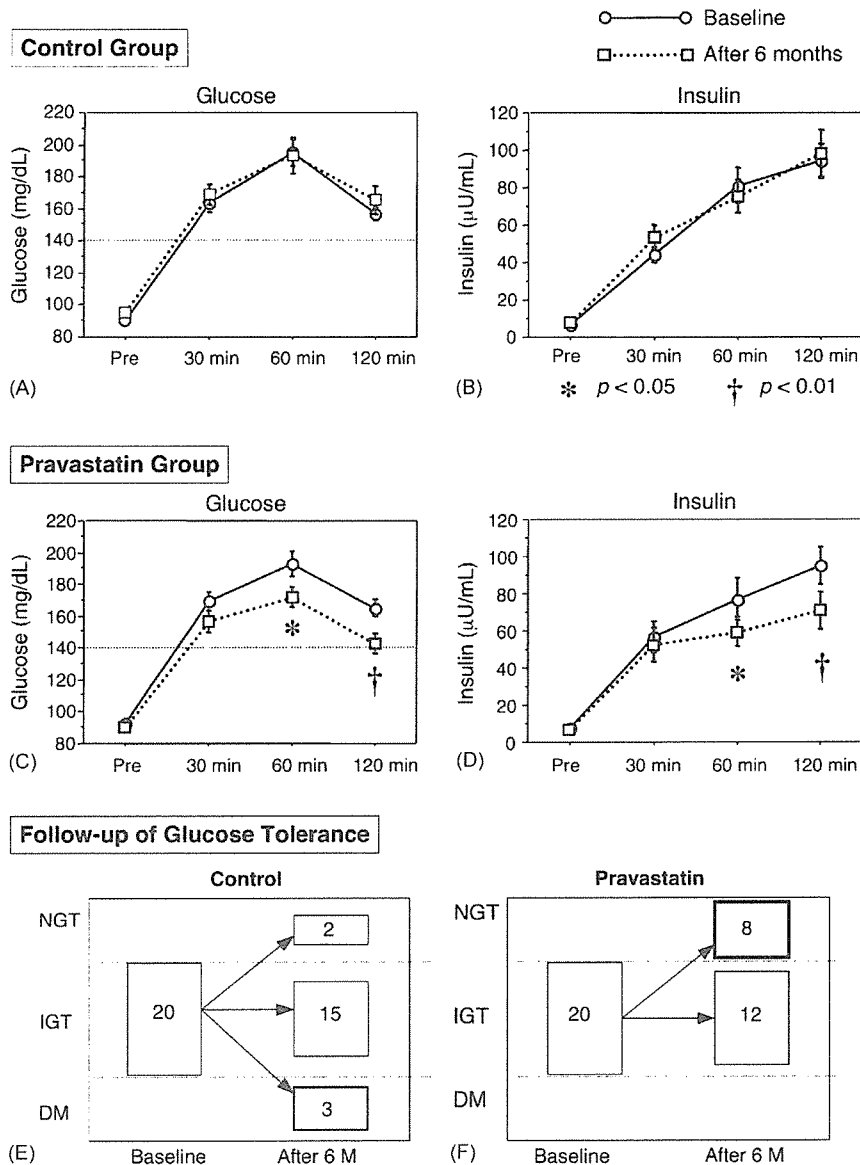 Baseline
After 6 months
Control Group
Glucose
Glucose (mg/dL)
220
200
180
160
140
120
100
80
Pre
30 min
60 min
120 min
(A)
Insulin
Insulin (μU/mL)
120
100
80
60
40
20
0
Pre
30 min
60 min
120 min
(B)
* p < 0.05 † p < 0.01
Pravastatin Group
Glucose
Glucose (mg/dL)
220
200
180
160
140
120
100
80
*
†
Pre
30 min
60 min
120 min
(C)
Insulin
Insulin (μU/mL)
120
100
80
60
40
20
0
*
†
Pre
30 min
60 min
120 min
(D)
Follow-up of Glucose Tolerance
Control
NGT
IGT
DM
20
2
15
3
Baseline
After 6 M
(E)
Pravastatin
NGT
IGT
DM
20
8
12
Baseline
After 6 M
(F)